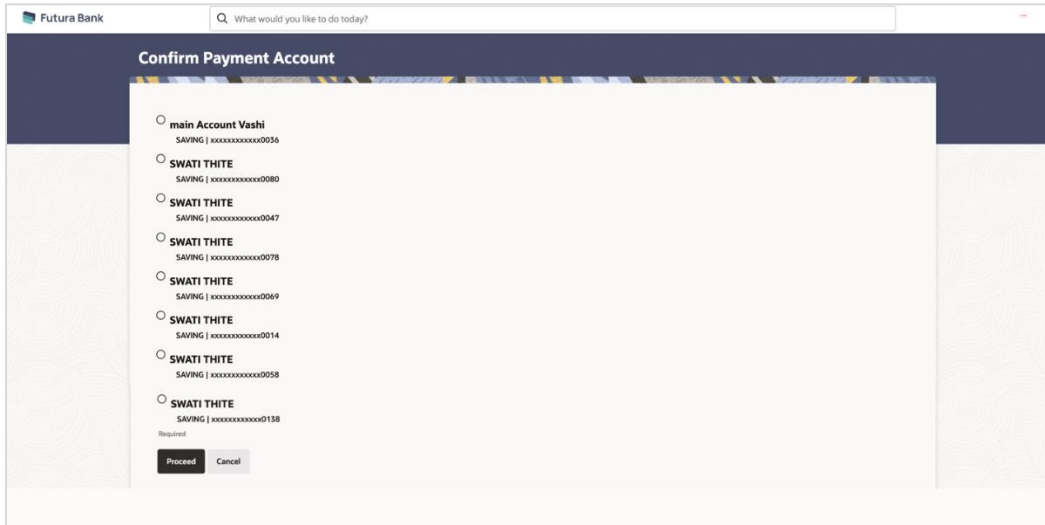 Futura Bank
What would you like to do today?
Confirm Payment Account
main Account Vashi
SAVING | xxxxxxxxxxxx0036
SWATI THITE
SAVING | xxxxxxxxxxxx0080
SWATI THITE
SAVING | xxxxxxxxxxxx0047
SWATI THITE
SAVING | xxxxxxxxxxxx0078
SWATI THITE
SAVING | xxxxxxxxxxxx0069
SWATI THITE
SAVING | xxxxxxxxxxxx0014
SWATI THITE
SAVING | xxxxxxxxxxxx0058
SWATI THITE
SAVING | xxxxxxxxxxxx0138
Required
Proceed Cancel